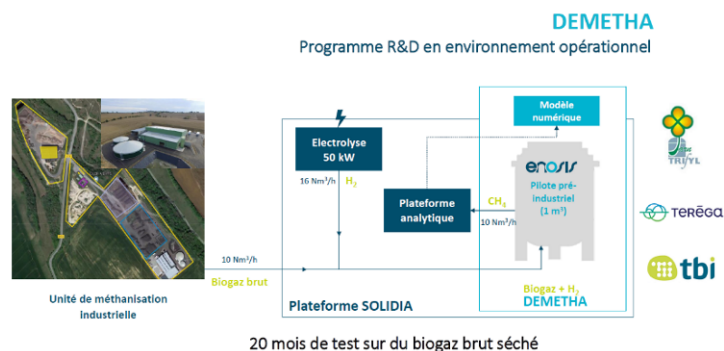 DEMETHA
Programme R&D en environnement opérationnel
Modèle
numérique
Electrolyse
50 kW
enosis
Pilote pré-
industriel
(1 m³)
16 Nm³/h
H₂
Plateforme
analytique
CH₄
10 Nm³/h
TRIFYL
TERÉGA
tbi
10 Nm³/h
Biogaz brut
Biogaz + H₂
DEMETHA
Plateforme SOLIDIA
Unité de méthanisation
industrielle
20 mois de test sur du biogaz brut séché